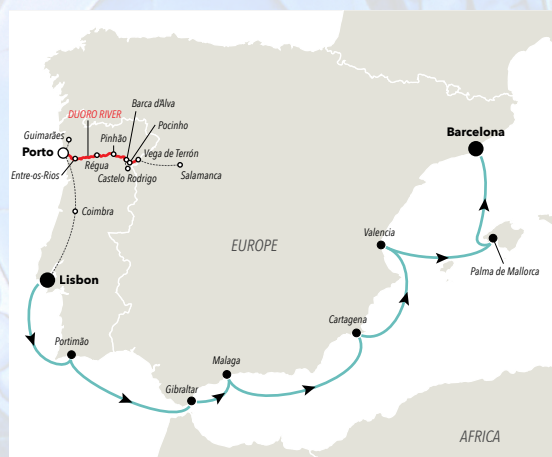 Barca d'Alva
DUORO RIVER
Pocinho
Guimarães
Pinhão
Porto
Vega de Terrón
Régua
Entre-os-Rios
Castelo Rodrigo
Salamanca
Barcelona
Coimbra
Valencia
EUROPE
Palma de Mallorca
Lisbon
Cartagena
Portimão
Malaga
Gibraltar
AFRICA